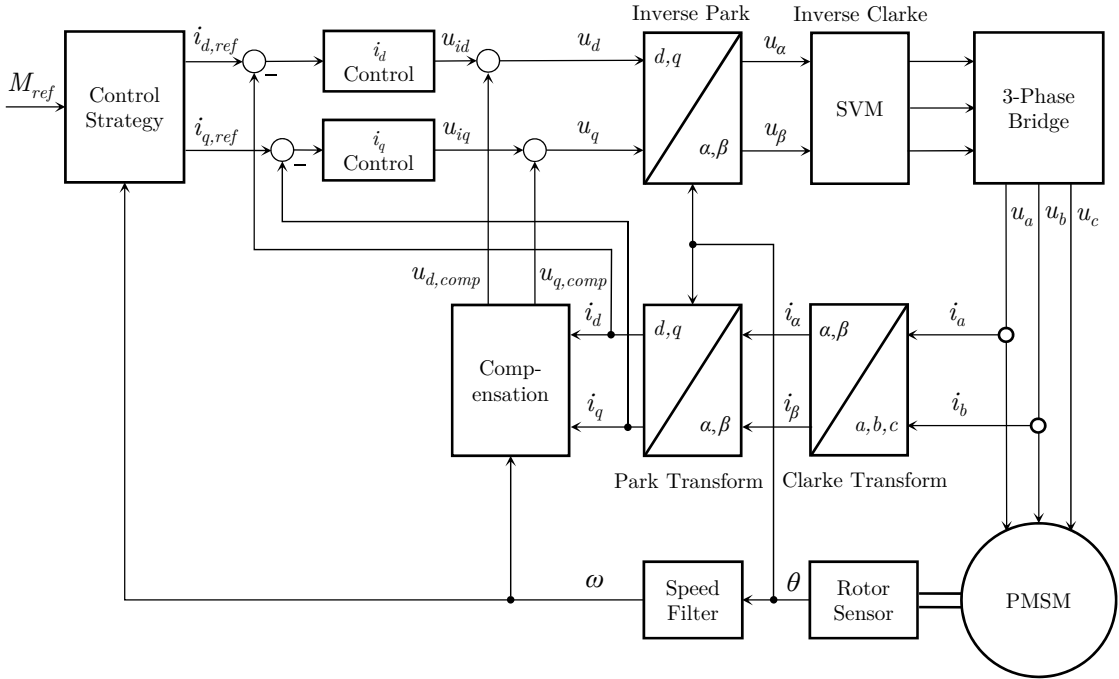 Inverse Park
Inverse Clarke
M_ref
Control
Strategy
i_d,ref
i_q,ref
−
−
i_d
Control
i_q
Control
u_id
u_iq
u_d
u_q
d,q
α,β
u_α
u_β
SVM
3-Phase
Bridge
u_a
u_b
u_c
u_d,comp
u_q,comp
Comp-
ensation
i_d
i_q
d,q
α,β
i_α
i_β
α,β
a,b,c
i_a
i_b
Park Transform
Clarke Transform
ω
Speed
Filter
θ
Rotor
Sensor
PMSM